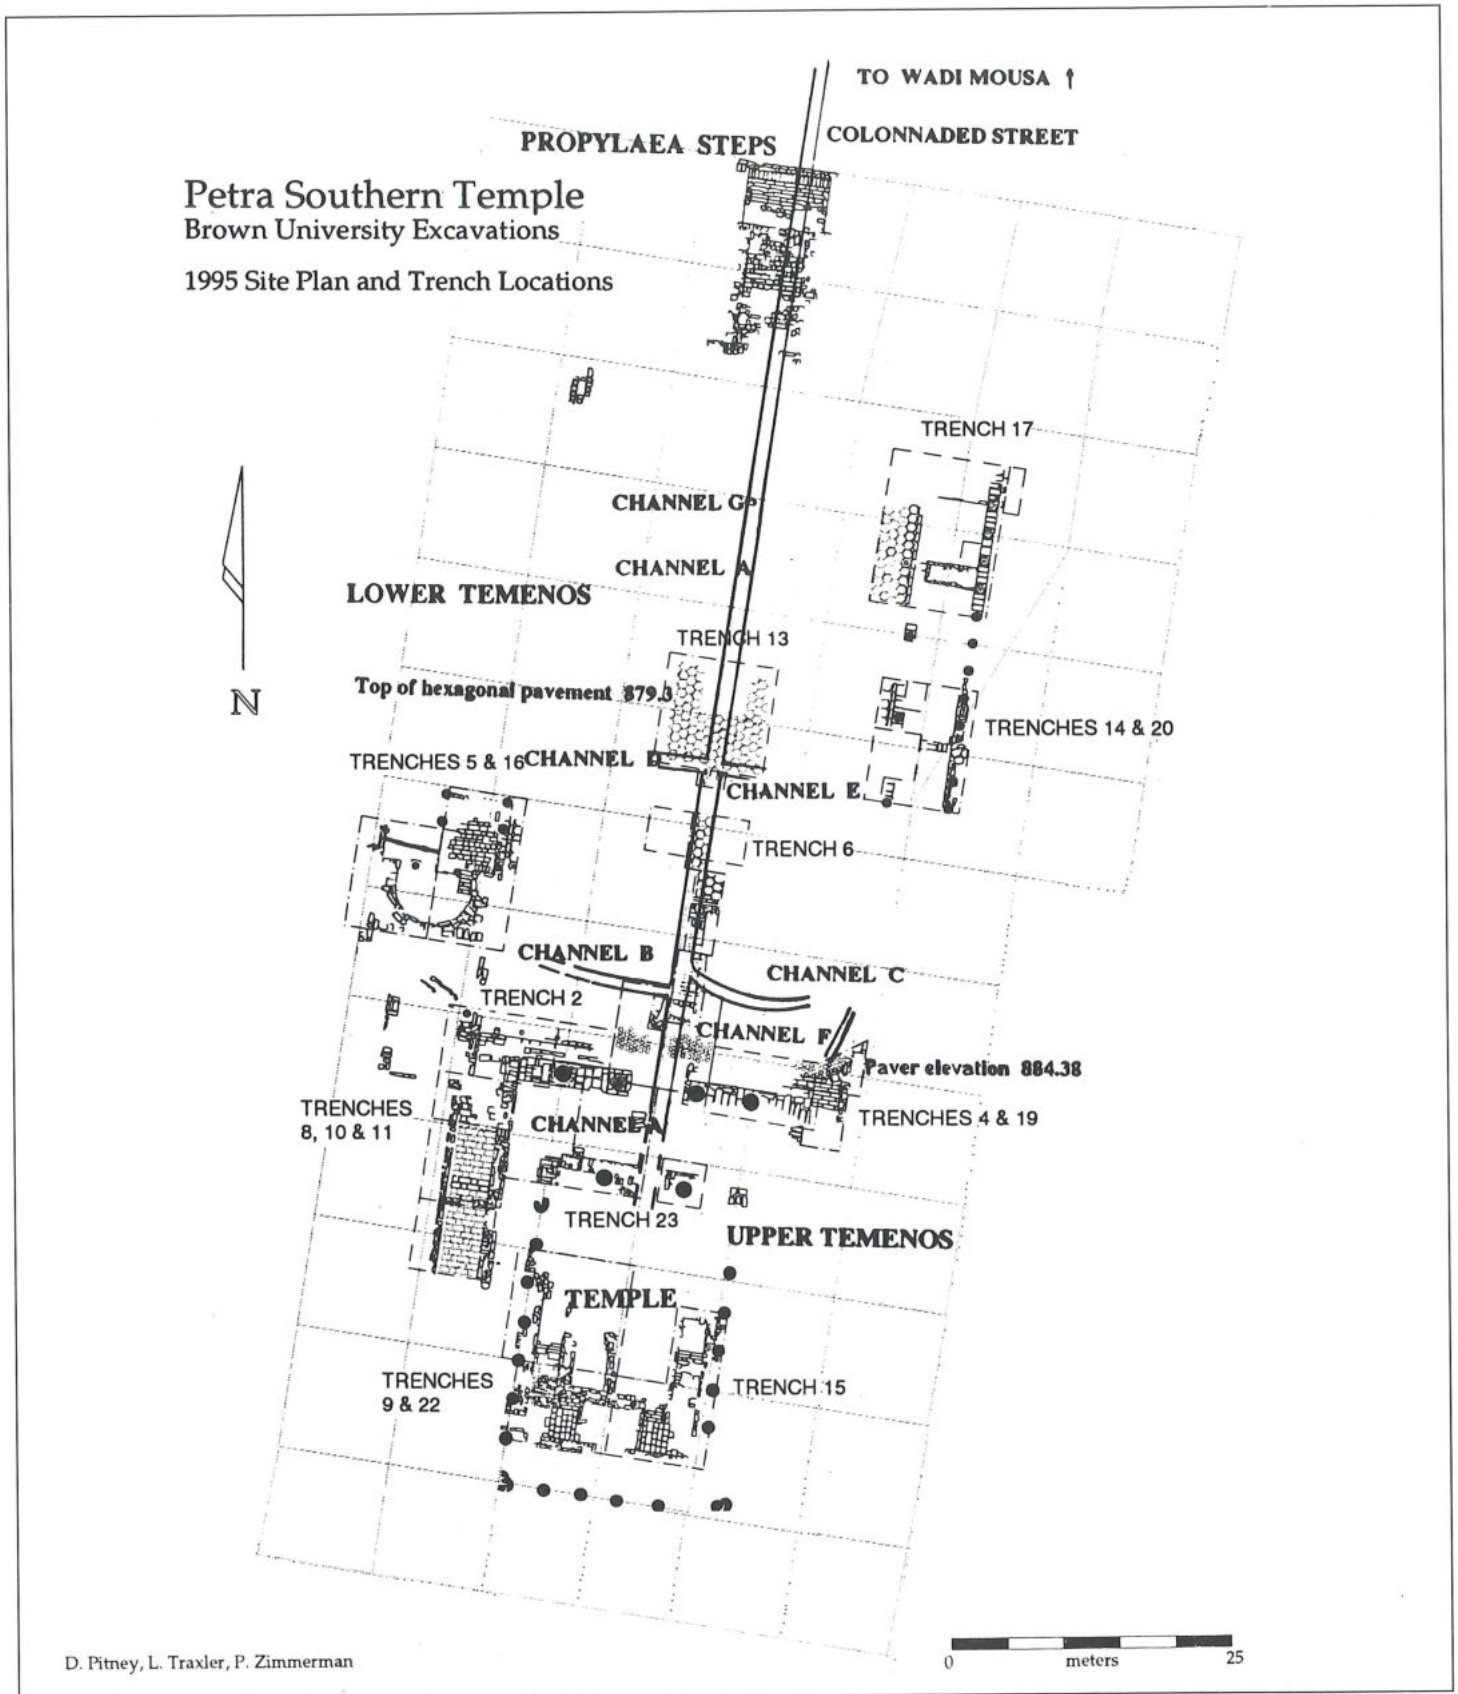 TO WADI MOUSA ↑
PROPYLAEA STEPS
COLONNADED STREET
Petra Southern Temple
Brown University Excavations
1995 Site Plan and Trench Locations
TRENCH 17
CHANNEL G
CHANNEL A
LOWER TEMENOS
TRENCH 13
Top of hexagonal pavement 879.3
N
TRENCHES 14 & 20
TRENCHES 5 & 16
CHANNEL D
CHANNEL E
TRENCH 6
CHANNEL B
CHANNEL C
TRENCH 2
CHANNEL F
Paver elevation 884.38
TRENCHES
8, 10 & 11
CHANNEL A
TRENCHES 4 & 19
TRENCH 23
UPPER TEMENOS
TEMPLE
TRENCHES
9 & 22
TRENCH 15
D. Pitney, L. Traxler, P. Zimmerman
0 meters 25